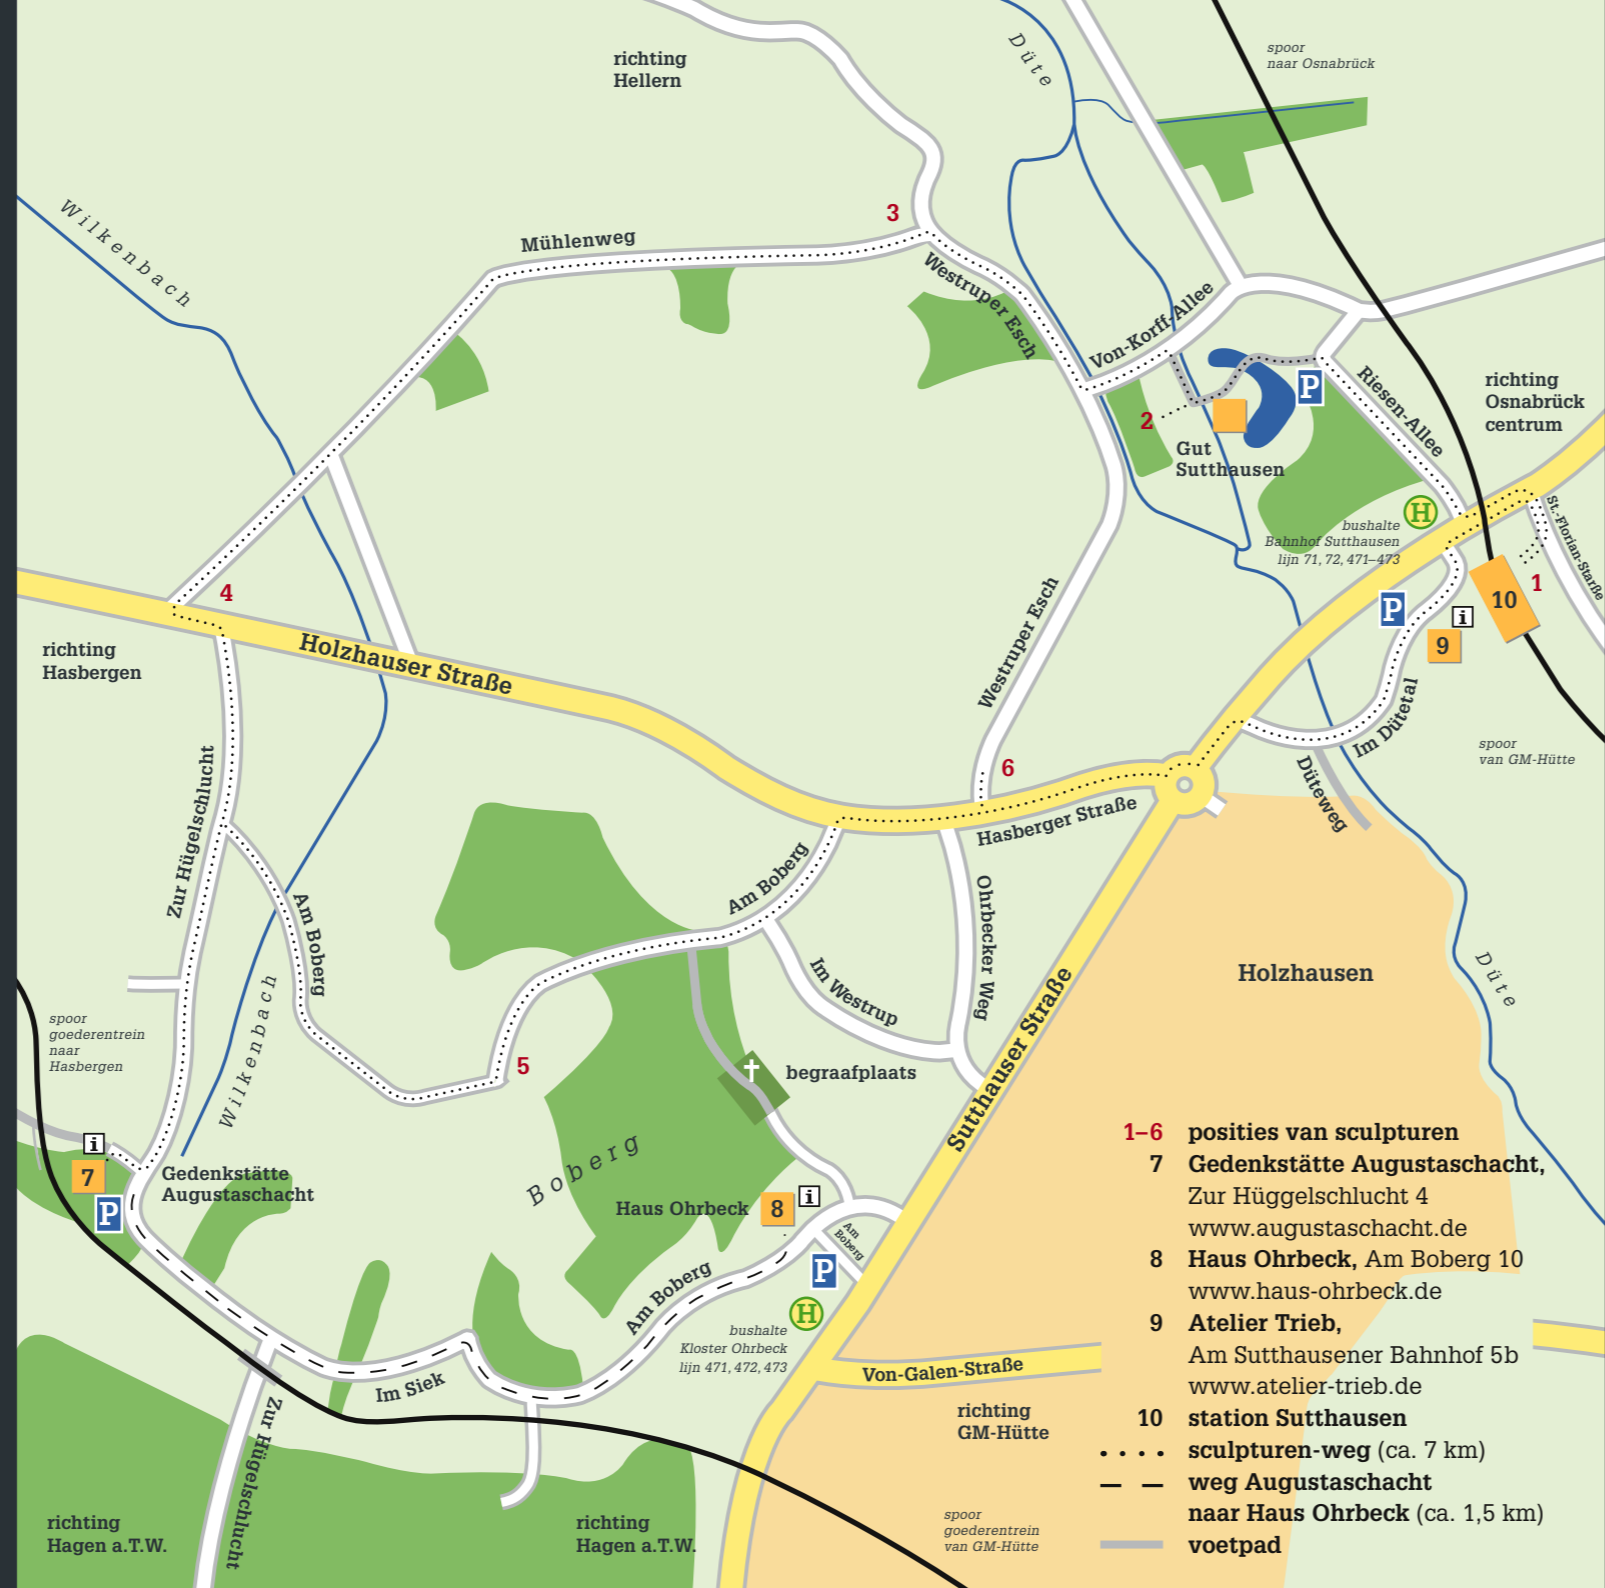 richting
Hellern
Düte
spoor
naar Osnabrück
Wilkenbach
Mühlenweg
3
Westruper Esch
Von-Korff-Allee
P
Riesen-Allee
richting
Osnabrück
centrum
2
Gut
Sutthausen
H
bushalte
Bahnhof Sutthausen
lijn 71, 72, 471–473
St.-Florian-Starße
1
10
P
i
9
4
richting
Hasbergen
Holzhauser Straße
Westruper Esch
Im Dütetal
spoor
van GM-Hütte
6
Düteweg
Hasberger Straße
Zur Hügelschlucht
Am Boberg
Am Boberg
Ohrbecker Weg
Im Westrup
Sutthauser Straße
Holzhausen
Düte
spoor
goederentrein
naar
Hasbergen
Wilkenbach
5
begraafplaats
i
7
P
Gedenkstätte
Augustaschacht
Boberg
Haus Ohrbeck
8
i
Am
Boberg
P
H
Am Boberg
bushalte
Kloster Ohrbeck
lijn 471, 472, 473
Im Siek
Von-Galen-Straße
richting
GM-Hütte
Zur Hügelschlucht
richting
Hagen a.T.W.
richting
Hagen a.T.W.
spoor
goederentrein
van GM-Hütte
1–6 posities van sculpturen
7 Gedenkstätte Augustaschacht,
Zur Hüggelschlucht 4
www.augustaschacht.de
8 Haus Ohrbeck, Am Boberg 10
www.haus-ohrbeck.de
9 Atelier Trieb,
Am Sutthausener Bahnhof 5b
www.atelier-trieb.de
10 station Sutthausen
sculpturen-weg (ca. 7 km)
weg Augustaschacht
naar Haus Ohrbeck (ca. 1,5 km)
voetpad